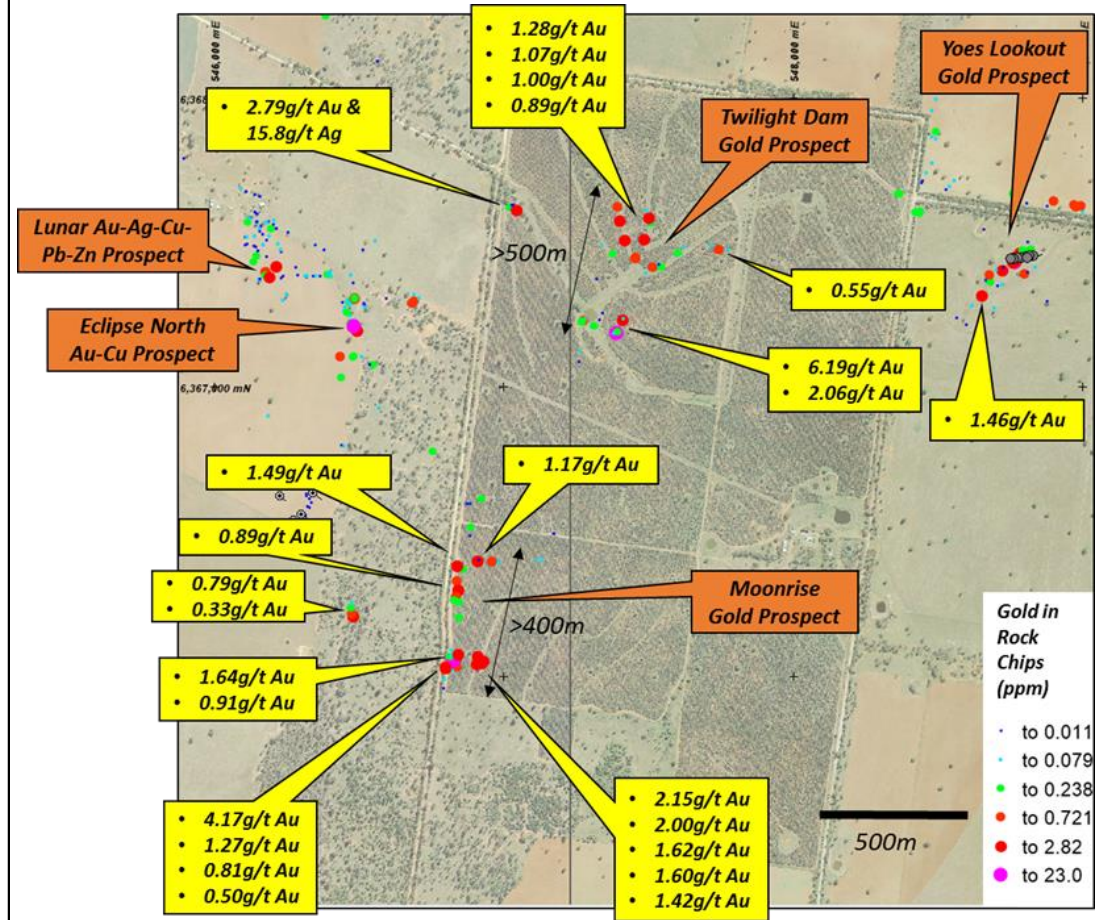 546,000 mE
548,000 mE
6,368
6,367,000 mN
• 1.28g/t Au
• 1.07g/t Au
• 1.00g/t Au
• 0.89g/t Au
Yoes Lookout
Gold Prospect
• 2.79g/t Au &
15.8g/t Ag
Twilight Dam
Gold Prospect
Lunar Au-Ag-Cu-
Pb-Zn Prospect
>500m
• 0.55g/t Au
Eclipse North
Au-Cu Prospect
• 6.19g/t Au
• 2.06g/t Au
• 1.46g/t Au
• 1.49g/t Au
• 1.17g/t Au
• 0.89g/t Au
• 0.79g/t Au
• 0.33g/t Au
Moonrise
Gold Prospect
>400m
• 1.64g/t Au
• 0.91g/t Au
• 4.17g/t Au
• 1.27g/t Au
• 0.81g/t Au
• 0.50g/t Au
• 2.15g/t Au
• 2.00g/t Au
• 1.62g/t Au
• 1.60g/t Au
• 1.42g/t Au
500m
Gold in
Rock
Chips
(ppm)
to 0.011
to 0.079
to 0.238
to 0.721
to 2.82
to 23.0